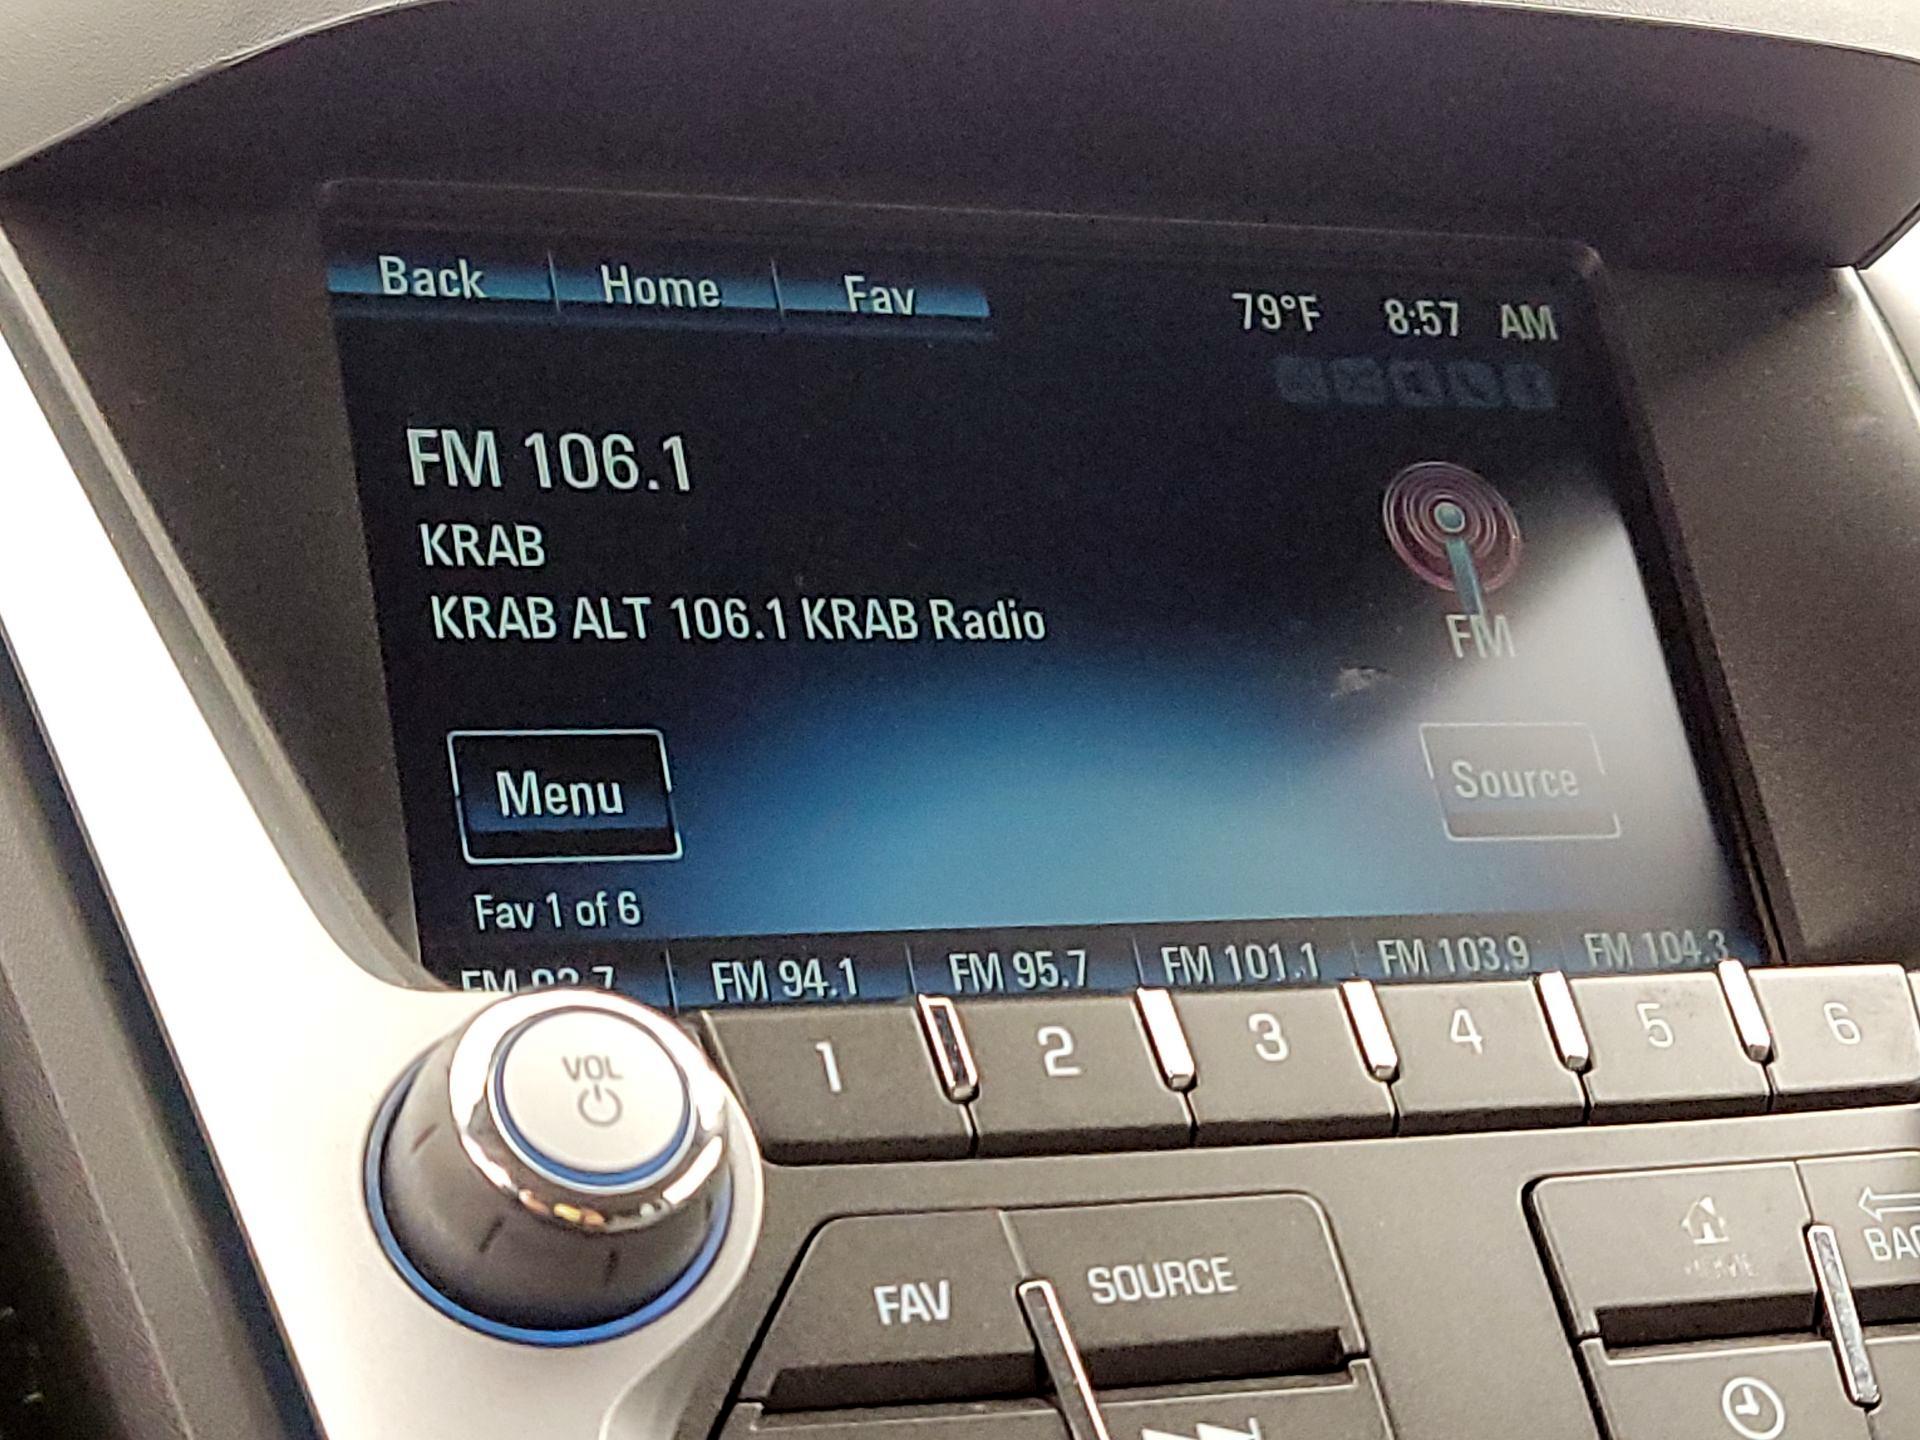 Back Home Fav 79°F 8:57 AM
FM 106.1
KRAB
KRAB ALT 106.1 KRAB Radio
FM
Menu Source
Fav 1 of 6
FM 94.1 FM 95.7 FM 101.1 FM 103.9 FM 104.3
1 2 3 4 5 6
VOL
FAV SOURCE